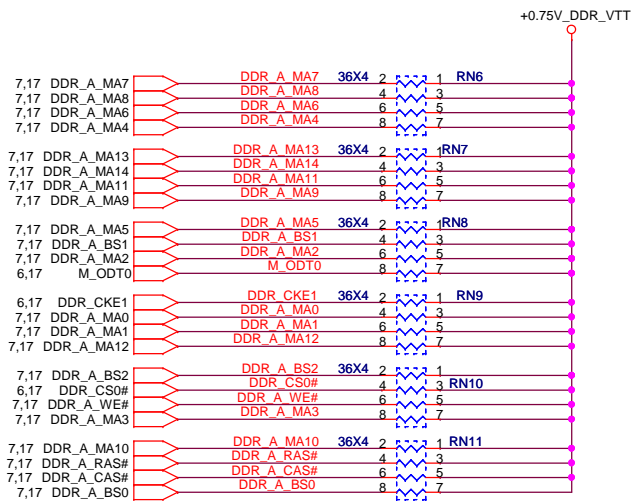 +0.75V_DDR_VTT
7,17 DDR_A_MA7 DDR_A_MA7 36X4 2 1 RN6
7,17 DDR_A_MA8 DDR_A_MA8 4 3
7,17 DDR_A_MA6 DDR_A_MA6 6 5
7,17 DDR_A_MA4 DDR_A_MA4 8 7
7,17 DDR_A_MA13 DDR_A_MA13 36X4 2 1 RN7
7,17 DDR_A_MA14 DDR_A_MA14 4 3
7,17 DDR_A_MA11 DDR_A_MA11 6 5
7,17 DDR_A_MA9 DDR_A_MA9 8 7
7,17 DDR_A_MA5 DDR_A_MA5 36X4 2 1 RN8
7,17 DDR_A_BS1 DDR_A_BS1 4 3
7,17 DDR_A_MA2 DDR_A_MA2 6 5
6,17 M_ODT0 M_ODT0 8 7
6,17 DDR_CKE1 DDR_CKE1 36X4 2 1 RN9
7,17 DDR_A_MA0 DDR_A_MA0 4 3
7,17 DDR_A_MA1 DDR_A_MA1 6 5
7,17 DDR_A_MA12 DDR_A_MA12 8 7
7,17 DDR_A_BS2 DDR_A_BS2 36X4 2 1
6,17 DDR_CS0# DDR_CS0# 4 3 RN10
7,17 DDR_A_WE# DDR_A_WE# 6 5
7,17 DDR_A_MA3 DDR_A_MA3 8 7
7,17 DDR_A_MA10 DDR_A_MA10 36X4 2 1 RN11
7,17 DDR_A_RAS# DDR_A_RAS# 4 3
7,17 DDR_A_CAS# DDR_A_CAS# 6 5
7,17 DDR_A_BS0 DDR_A_BS0 8 7